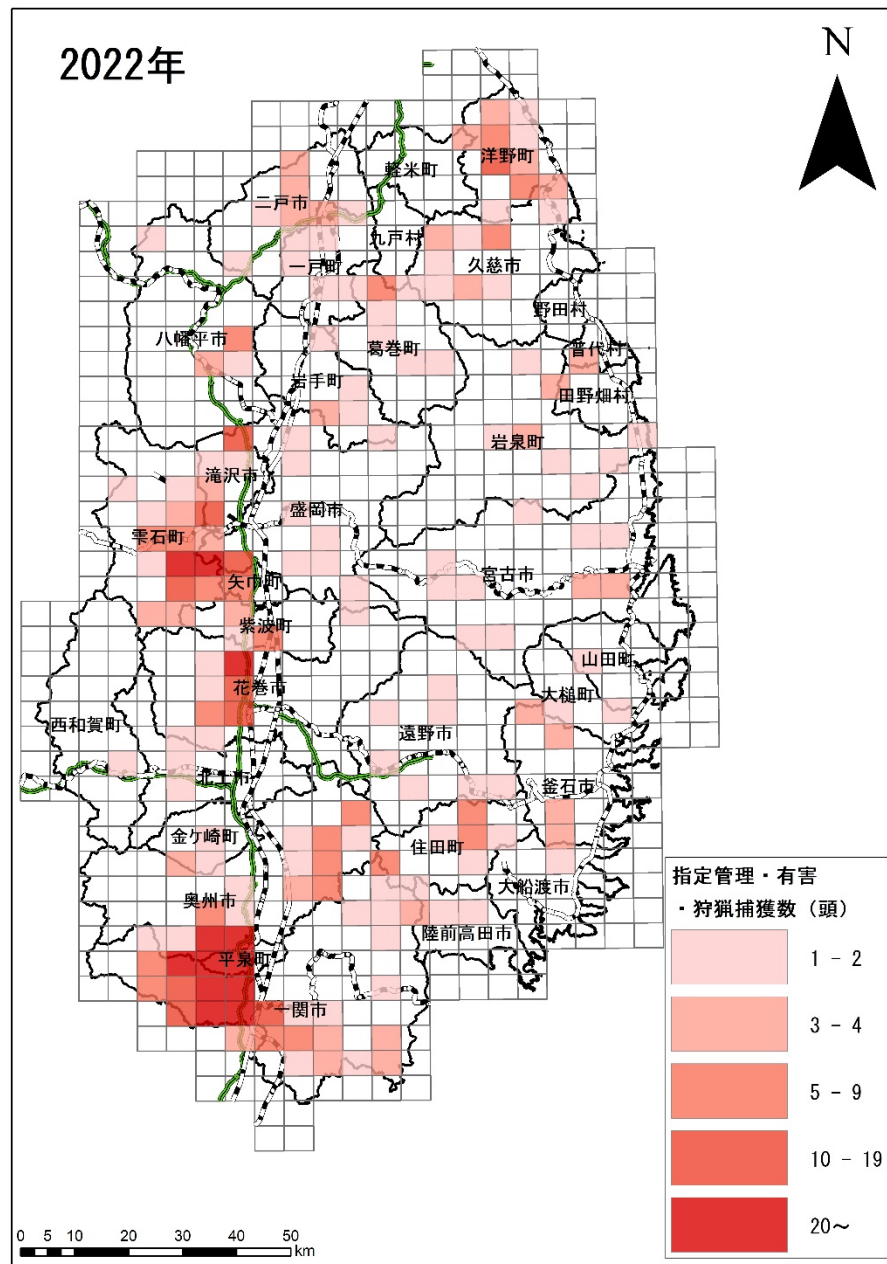 2022年
N
洋野町
軽米町
二戸市
九戸村
久慈市
一戸町
野田村
八幡平市
葛巻町
普代村
岩手町
田野畑村
岩泉町
滝沢市
盛岡市
雫石町
矢巾町
宮古市
紫波町
山田町
花巻市
大槌町
西和賀町
遠野市
北上市
釜石市
金ケ崎町
住田町
大船渡市
奥州市
陸前高田市
平泉町
一関市
指定管理・有害
・狩猟捕獲数（頭）
1 - 2
3 - 4
5 - 9
10 - 19
20～
0 5 10 20 30 40 50
km